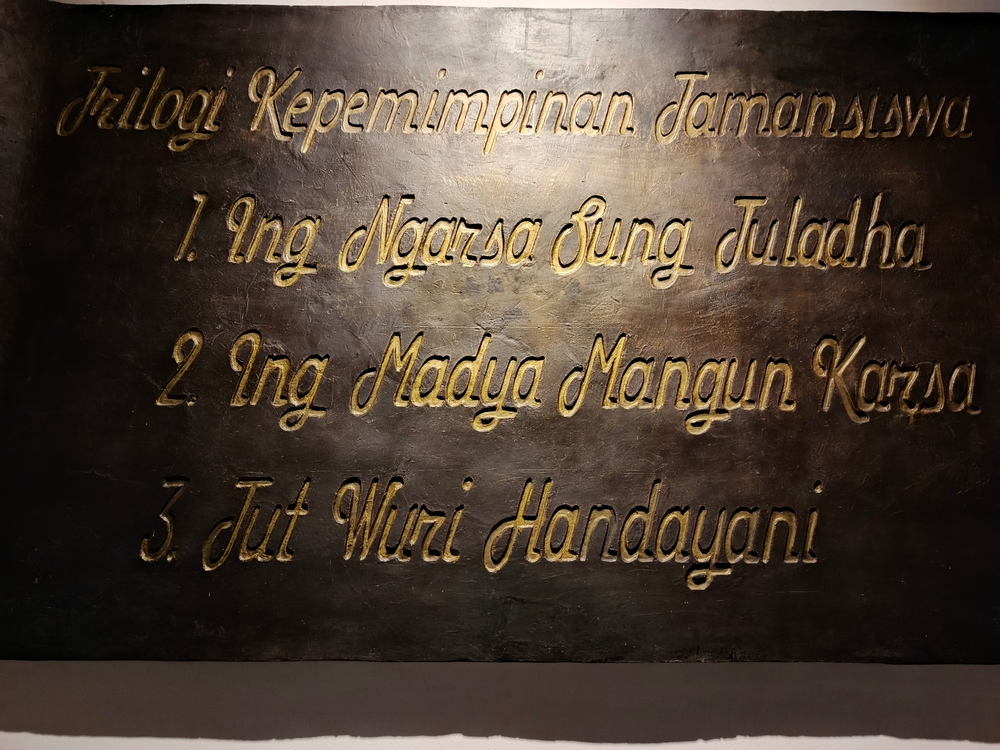 Trilogi Kepemimpinan Tamansiswa
1. Ing Ngarsa Sung Tuladha
2. Ing Madya Mangun Karsa
3. Tut Wuri Handayani